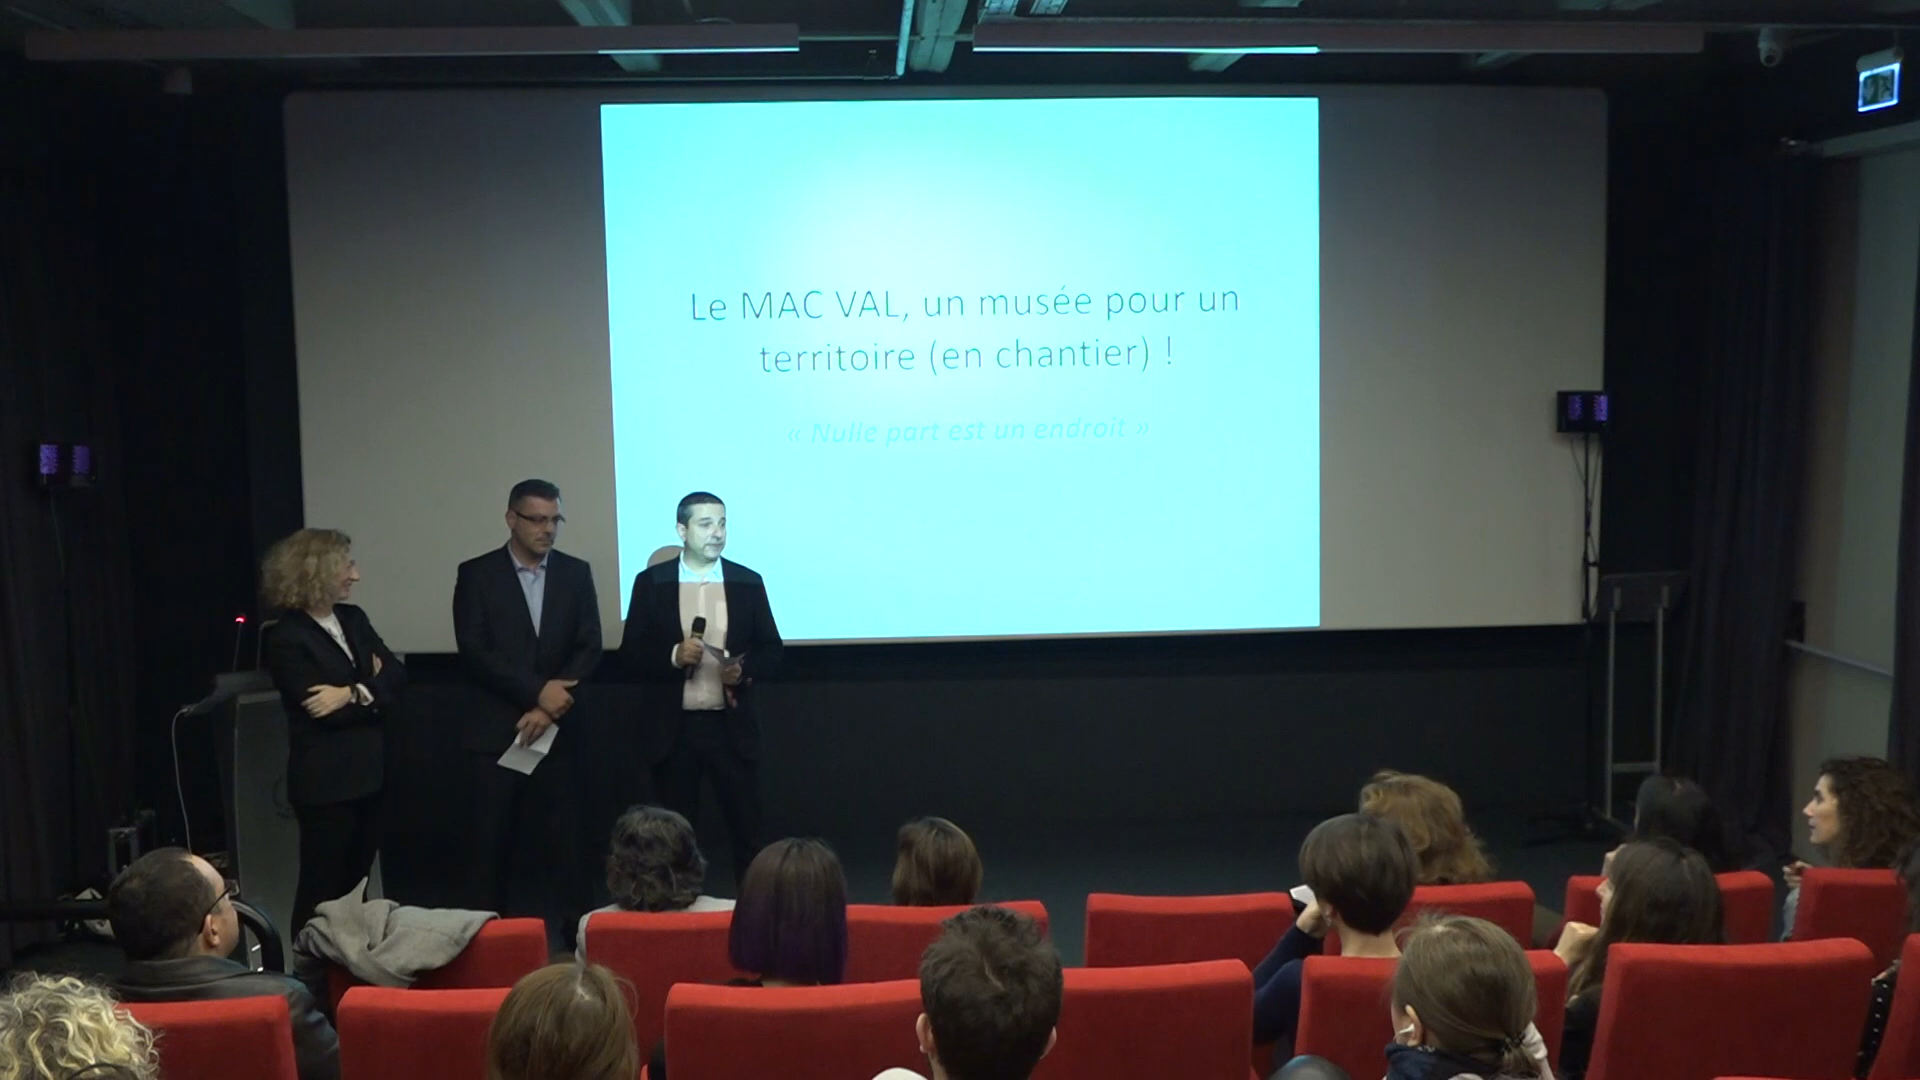 Le MAC VAL, un musée pour un
territoire (en chantier) !
« Nulle part est un endroit »